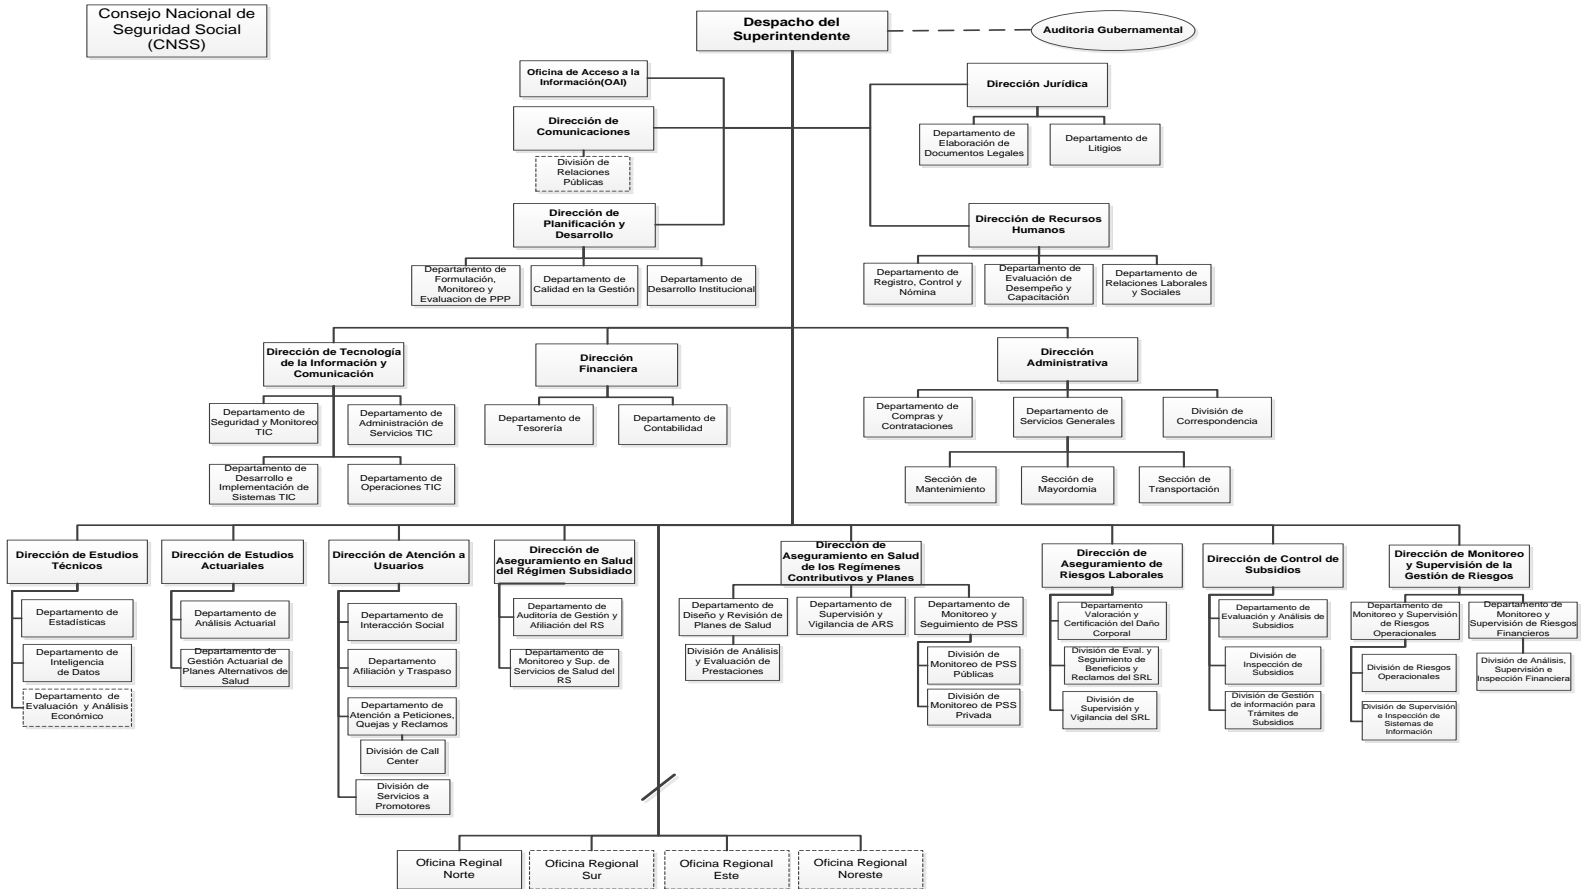 Consejo Nacional de
Seguridad Social
(CNSS)
Despacho del
Superintendente
Auditoria Gubernamental
Oficina de Acceso a la
Información(OAI)
Dirección de
Comunicaciones
División de
Relaciones
Públicas
Dirección Jurídica
Departamento de
Elaboración de
Documentos Legales
Departamento de
Litigios
Dirección de
Planificación y
Desarrollo
Departamento de
Formulación,
Monitoreo y
Evaluacion de PPP
Departamento de
Calidad en la Gestión
Departamento de
Desarrollo Institucional
Dirección de Recursos
Humanos
Departamento de
Registro, Control y
Nómina
Departamento de
Evaluación de
Desempeño y
Capacitación
Departamento de
Relaciones Laborales
y Sociales
Dirección de Tecnología
de la Información y
Comunicación
Departamento de
Seguridad y Monitoreo
TIC
Departamento de
Administración de
Servicios TIC
Departamento de
Desarrollo e
Implementación de
Sistemas TIC
Departamento de
Operaciones TIC
Dirección
Financiera
Departamento de
Tesorería
Departamento de
Contabilidad
Dirección
Administrativa
Departamento de
Compras y
Contrataciones
Departamento de
Servicios Generales
División de
Correspondencia
Sección de
Mantenimiento
Sección de
Mayordomia
Sección de
Transportación
Dirección de Estudios
Técnicos
Departamento de
Estadísticas
Departamento de
Inteligencia
de Datos
Departamento de
Evaluación y Análisis
Económico
Dirección de Estudios
Actuariales
Departamento de
Análisis Actuarial
Departamento de
Gestión Actuarial de
Planes Alternativos de
Salud
Dirección de Atención a
Usuarios
Departamento de
Interacción Social
Departamento
Afiliación y Traspaso
Departamento de
Atención a Peticiones,
Quejas y Reclamos
División de Call
Center
División de
Servicios a
Promotores
Dirección de
Aseguramiento en Salud
del Régimen Subsidiado
Departamento de
Auditoría de Gestión y
Afiliación del RS
Departamento de
Monitoreo y Sup. de
Servicios de Salud del
RS
Dirección de
Aseguramiento en Salud
de los Regímenes
Contributivos y Planes
Departamento de
Diseño y Revisión de
Planes de Salud
División de Análisis
y Evaluación de
Prestaciones
Departamento de
Supervisión y
Vigilancia de ARS
Departamento de
Monitoreo y
Seguimiento de PSS
División de
Monitoreo de PSS
Públicas
División de
Monitoreo de PSS
Privada
Dirección de
Aseguramiento de
Riesgos Laborales
Departamento
Valoración y
Certificación del Daño
Corporal
División de Eval. y
Seguimiento de
Beneficios y
Reclamos del SRL
División de
Supervisión y
Vigilancia del SRL
Dirección de Control de
Subsidios
Departamento de
Evaluación y Análisis de
Subsidios
División de
Inspección de
Subsidios
División de Gestión
de información para
Trámites de
Subsidios
Dirección de Monitoreo
y Supervisión de la
Gestión de Riesgos
Departamento de
Monitoreo y Supervisión
de Riesgos
Operacionales
División de Riesgos
Operacionales
División de Supervisión
e Inspección de
Sistemas de
Información
Departamento de
Monitoreo y
Supervisión de Riesgos
Financieros
División de Análisis,
Supervisión e
Inspección Financiera
Oficina Reginal
Norte
Oficina Regional
Sur
Oficina Regional
Este
Oficina Regional
Noreste